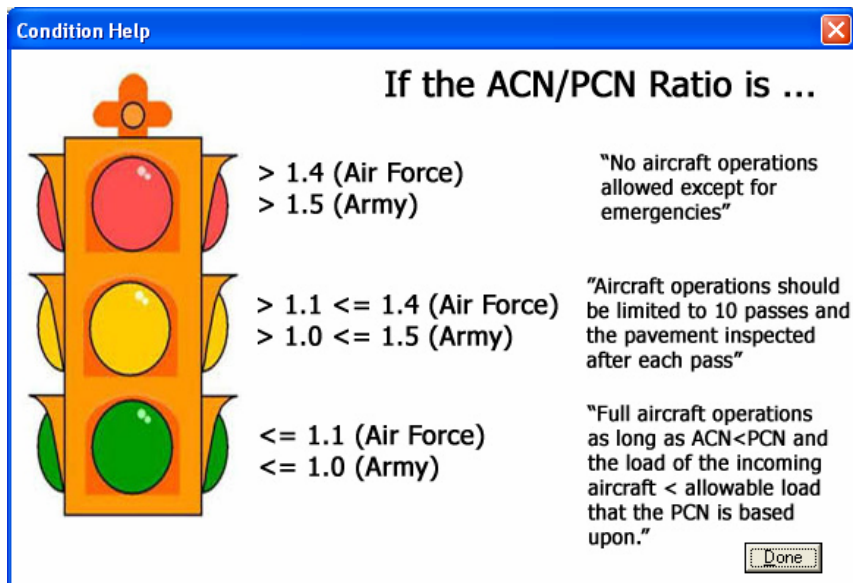 Condition Help
If the ACN/PCN Ratio is ...
> 1.4 (Air Force)
> 1.5 (Army)
“No aircraft operations
allowed except for
emergencies”
> 1.1 <= 1.4 (Air Force)
> 1.0 <= 1.5 (Army)
”Aircraft operations should
be limited to 10 passes and
the pavement inspected
after each pass”
<= 1.1 (Air Force)
<= 1.0 (Army)
“Full aircraft operations
as long as ACN<PCN and
the load of the incoming
aircraft < allowable load
that the PCN is based
upon.”
Done